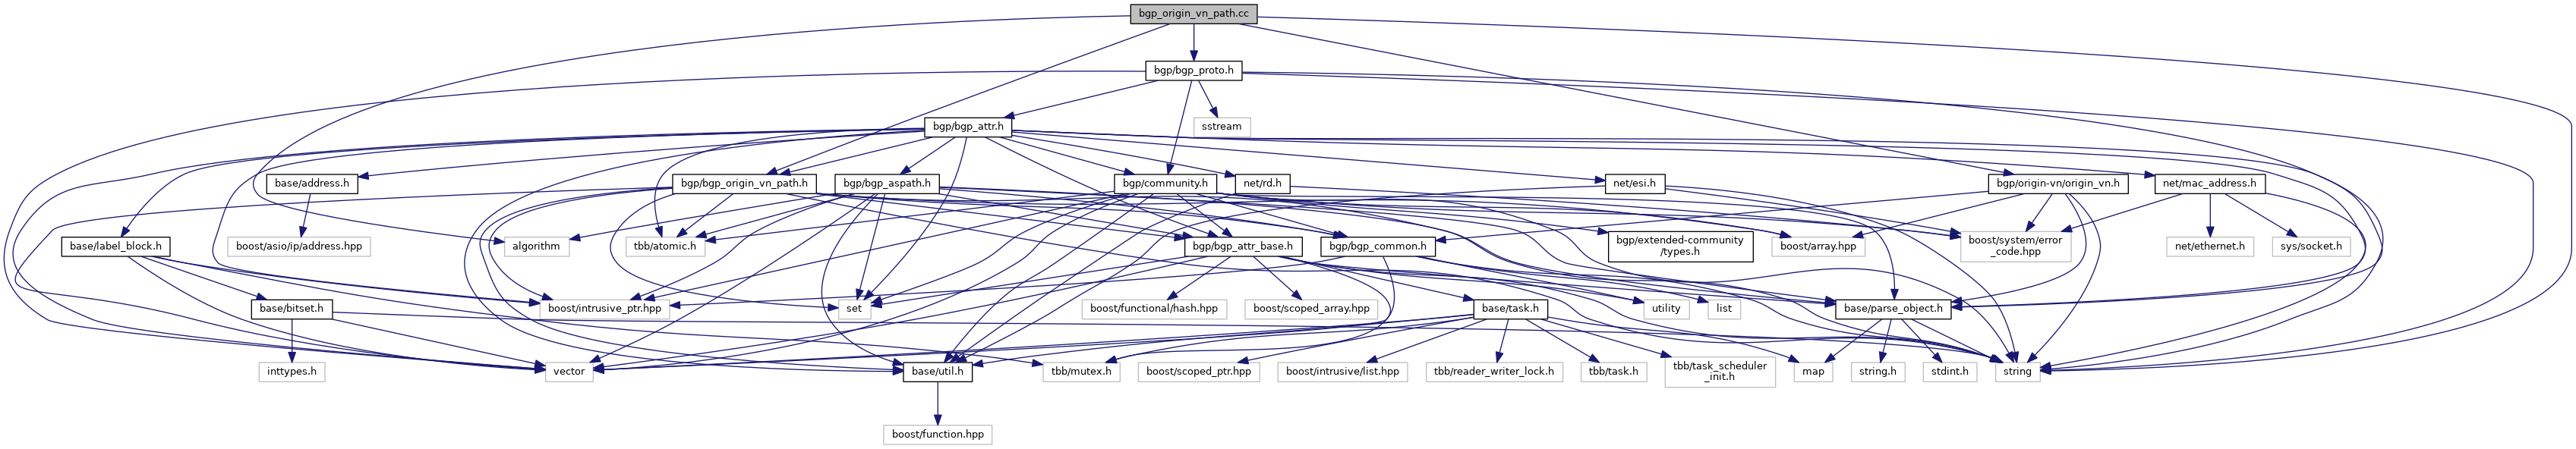 bgp_origin_vn_path.cc
bgp/bgp_proto.h
bgp/bgp_attr.h
sstream
base/address.h
bgp/bgp_origin_vn_path.h
bgp/bgp_aspath.h
bgp/community.h
net/rd.h
net/esi.h
bgp/origin-vn/origin_vn.h
net/mac_address.h
base/label_block.h
boost/asio/ip/address.hpp
algorithm
tbb/atomic.h
bgp/bgp_attr_base.h
bgp/bgp_common.h
bgp/extended-community
/types.h
boost/array.hpp
boost/system/error
_code.hpp
net/ethernet.h
sys/socket.h
base/bitset.h
boost/intrusive_ptr.hpp
set
boost/functional/hash.hpp
boost/scoped_array.hpp
base/task.h
utility
list
base/parse_object.h
inttypes.h
vector
base/util.h
tbb/mutex.h
boost/scoped_ptr.hpp
boost/intrusive/list.hpp
tbb/reader_writer_lock.h
tbb/task.h
tbb/task_scheduler
_init.h
map
string.h
stdint.h
string
boost/function.hpp